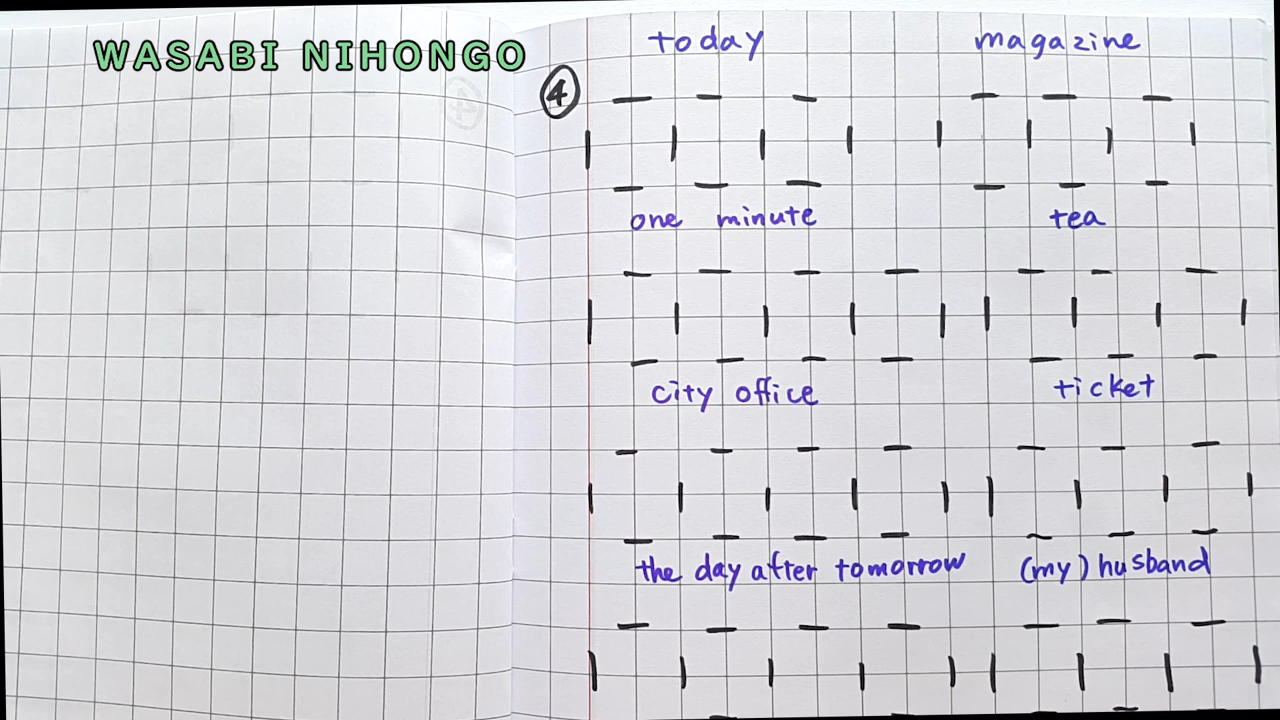 WASABI NIHONGO
today magazine
④
one minute tea
city office ticket
the day after tomorrow (my) husband